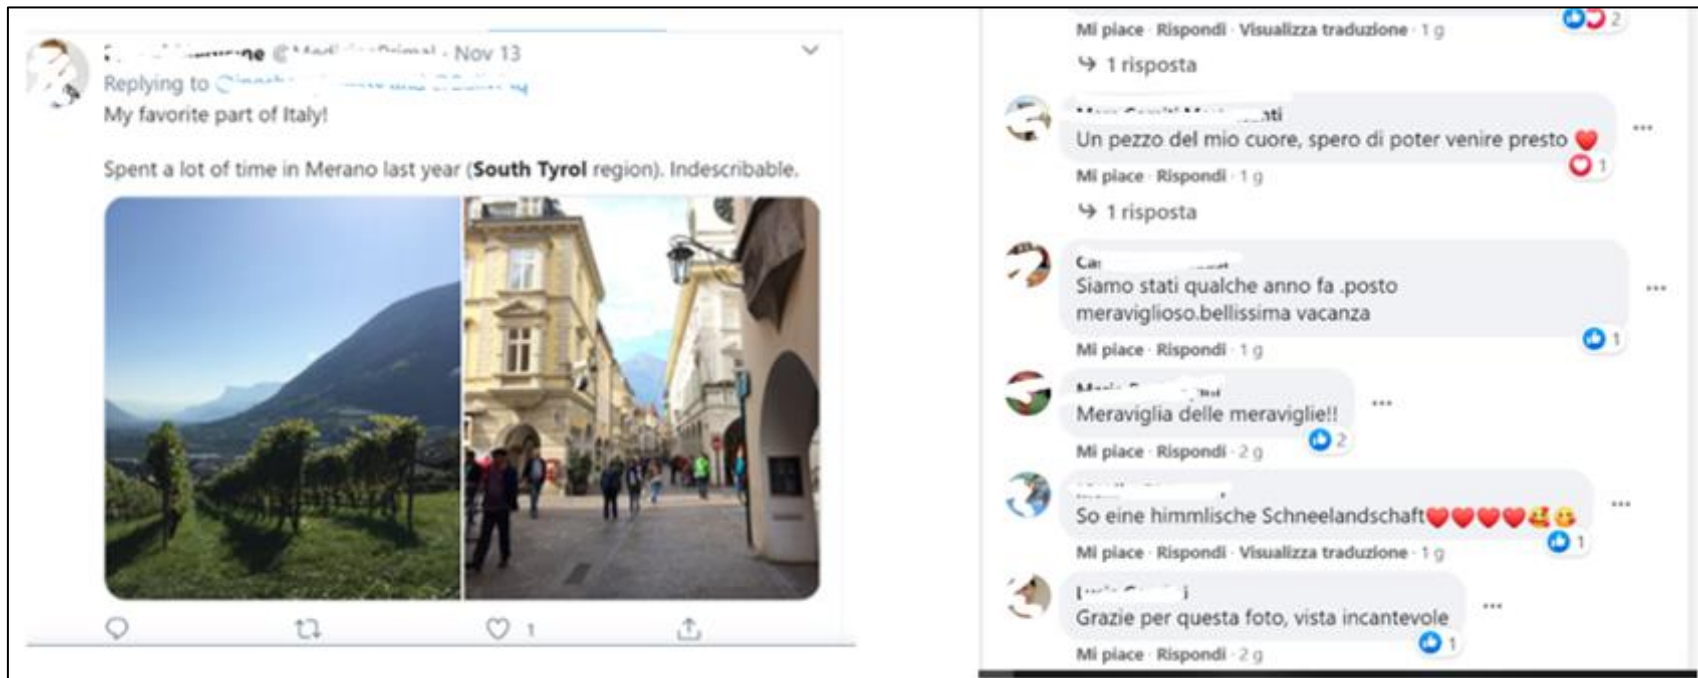 Nov 13
Replying to
My favorite part of Italy!
Spent a lot of time in Merano last year (South Tyrol region). Indescribable.
1
2
Mi piace · Rispondi · Visualizza traduzione · 1 g
1 risposta
Un pezzo del mio cuore, spero di poter venire presto ❤️
1
Mi piace · Rispondi · 1 g
1 risposta
Siamo stati qualche anno fa .posto
meraviglioso.bellissima vacanza
1
Mi piace · Rispondi · 1 g
Meraviglia delle meraviglie!!
2
Mi piace · Rispondi · 2 g
So eine himmlische Schneelandschaft❤️❤️❤️❤️🥰😋
1
Mi piace · Rispondi · Visualizza traduzione · 1 g
Grazie per questa foto, vista incantevole
1
Mi piace · Rispondi · 2 g